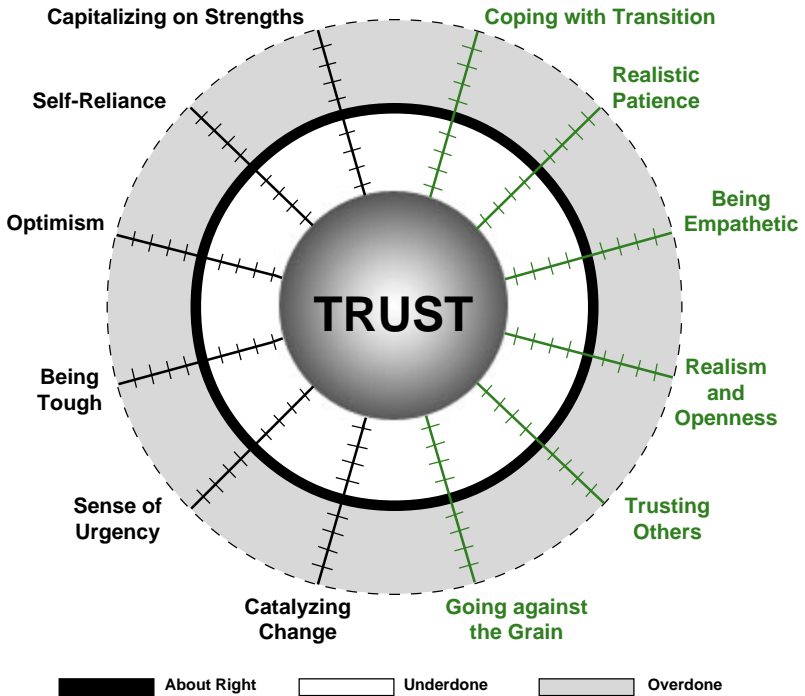 Capitalizing on Strengths
Coping with Transition
Self-Reliance
Realistic
Patience
Optimism
Being
Empathetic
TRUST
Being
Tough
Realism
and
Openness
Sense of
Urgency
Trusting
Others
Catalyzing
Change
Going against
the Grain
About Right
Underdone
Overdone